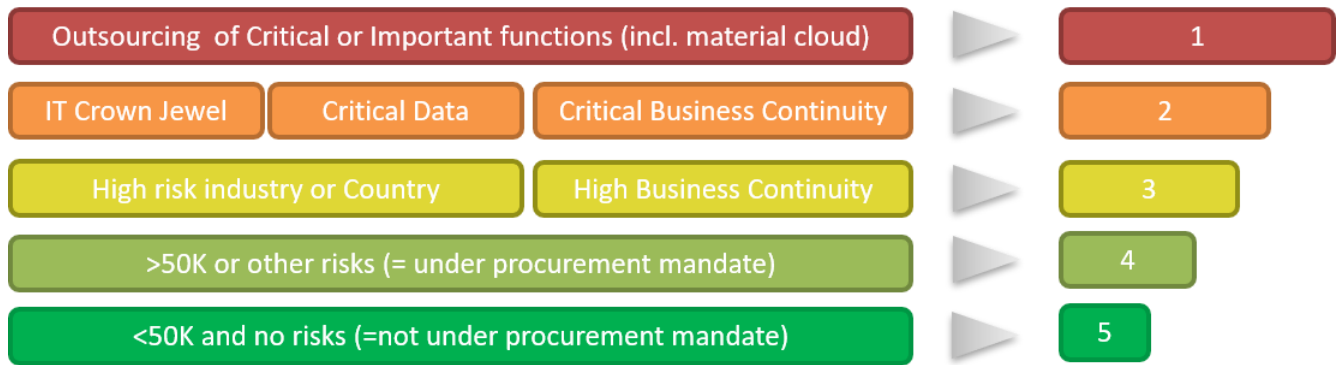 Outsourcing of Critical or Important functions (incl. material cloud) 1
IT Crown Jewel Critical Data Critical Business Continuity 2
High risk industry or Country High Business Continuity 3
>50K or other risks (= under procurement mandate) 4
<50K and no risks (=not under procurement mandate) 5